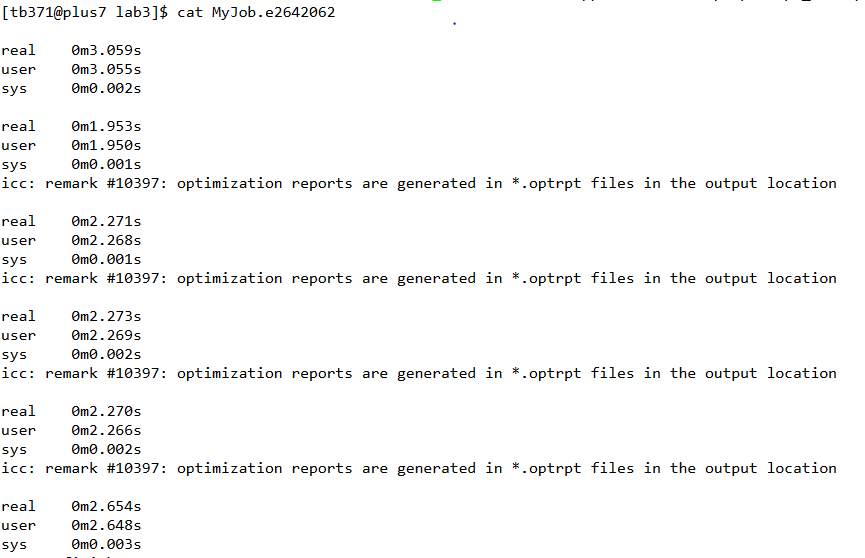 [tb371@plus7 lab3]$ cat MyJob.e2642062
real 0m3.059s
user 0m3.055s
sys 0m0.002s
real 0m1.953s
user 0m1.950s
sys 0m0.001s
icc: remark #10397: optimization reports are generated in *.optrpt files in the output location
real 0m2.271s
user 0m2.268s
sys 0m0.001s
icc: remark #10397: optimization reports are generated in *.optrpt files in the output location
real 0m2.273s
user 0m2.269s
sys 0m0.002s
icc: remark #10397: optimization reports are generated in *.optrpt files in the output location
real 0m2.270s
user 0m2.266s
sys 0m0.002s
icc: remark #10397: optimization reports are generated in *.optrpt files in the output location
real 0m2.654s
user 0m2.648s
sys 0m0.003s